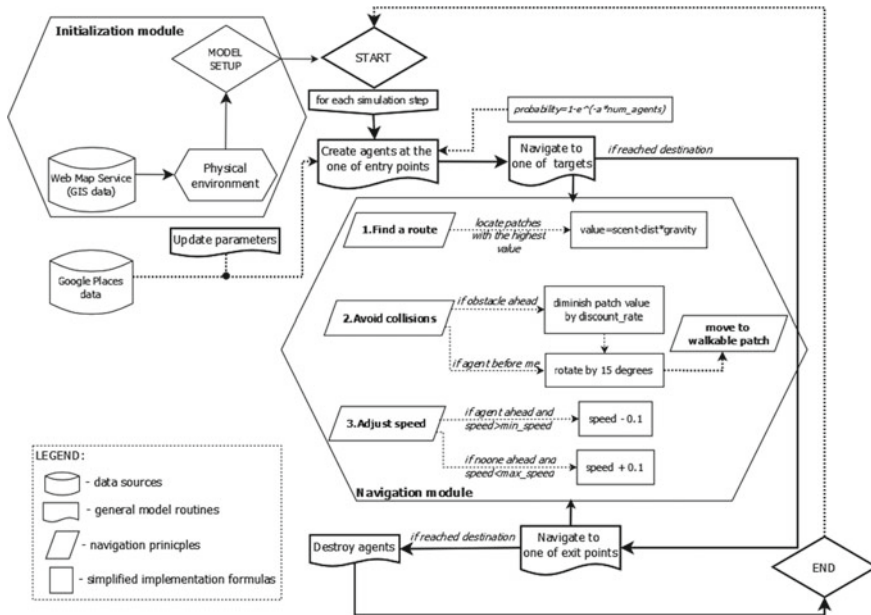 Initialization module
MODEL
SETUP
START
for each simulation step
probability=1-e^(-a*num_agents)
Web Map Service
(GIS data)
Physical
environment
Create agents at the
one of entry points
Navigate to
one of targets
if reached destination
Update parameters
Google Places
data
1.Find a route
locate patches
with the highest
value
value=scent-dist*gravity
2.Avoid collisions
if obstacle ahead
diminish patch value
by discount_rate
move to
walkable patch
if agent before me
rotate by 15 degrees
3.Adjust speed
if agent ahead and
speed>min_speed
speed - 0.1
if noone ahead and
speed<max_speed
speed + 0.1
Navigation module
LEGEND:
- data sources
- general model routines
- navigation prinicples
- simplified implementation formulas
Destroy agents
if reached destination
Navigate to
one of exit points
END